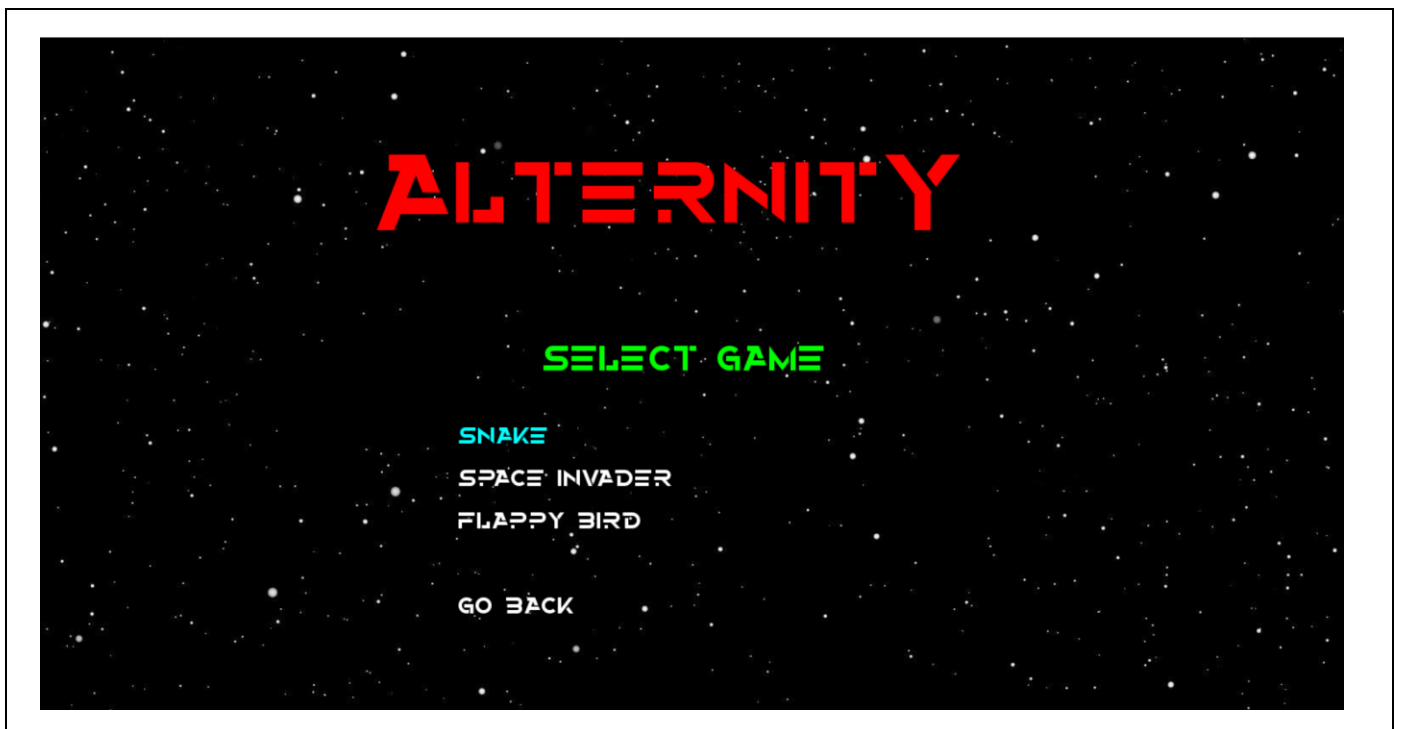 ALTERNITY
SELECT GAME
SNAKE
SPACE INVADER
FLAPPY BIRD
GO BACK